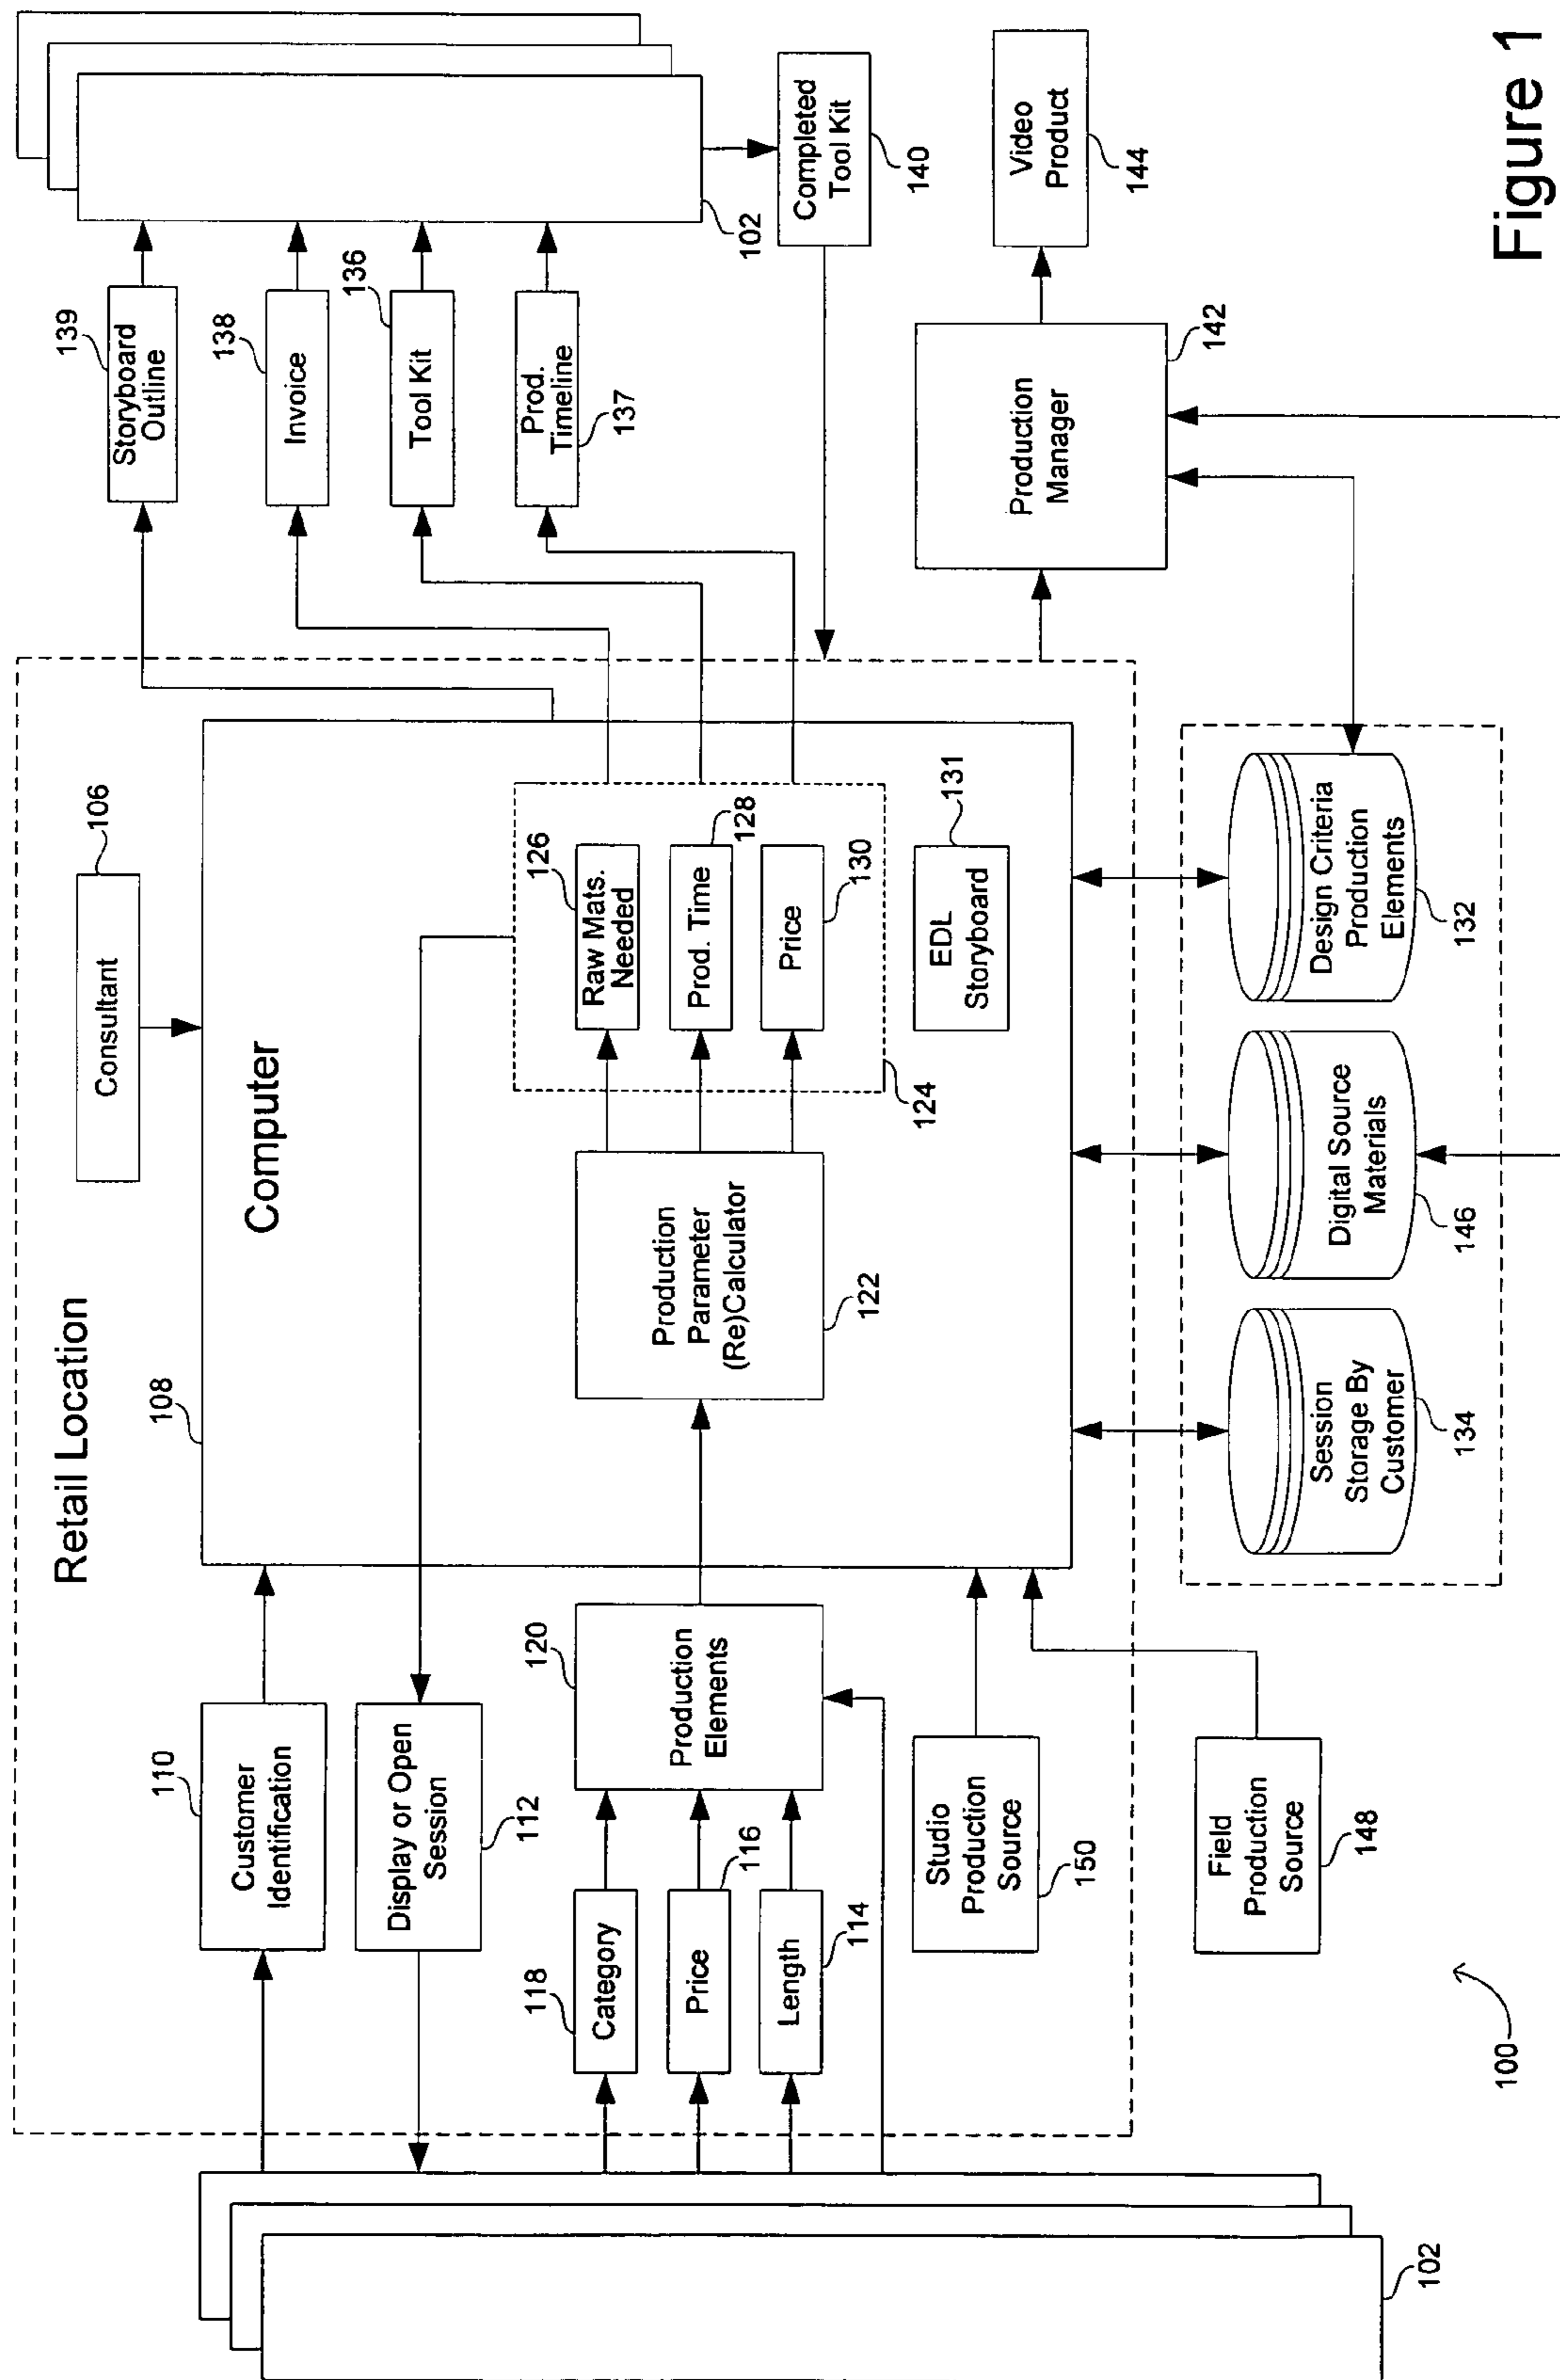 Retail Location
Consultant
106
108
Computer
110
Customer
Identification
Display or Open
Session
112
118
Category
Price
116
Length
114
120
Production
Elements
Production
Parameter
(Re)Calculator
122
126
Raw Mats.
Needed
Prod. Time
128
Price
130
124
EDL
Storyboard
131
Studio
Production
Source
150
Field
Production
Source
148
Session
Storage By
Customer
134
Digital Source
Materials
146
Design Criteria
Production
Elements
132
139
Storyboard
Outline
138
Invoice
136
Tool Kit
Prod.
Timeline
137
102
Completed
Tool Kit
140
Production
Manager
142
Video
Product
144
102
100
Figure 1